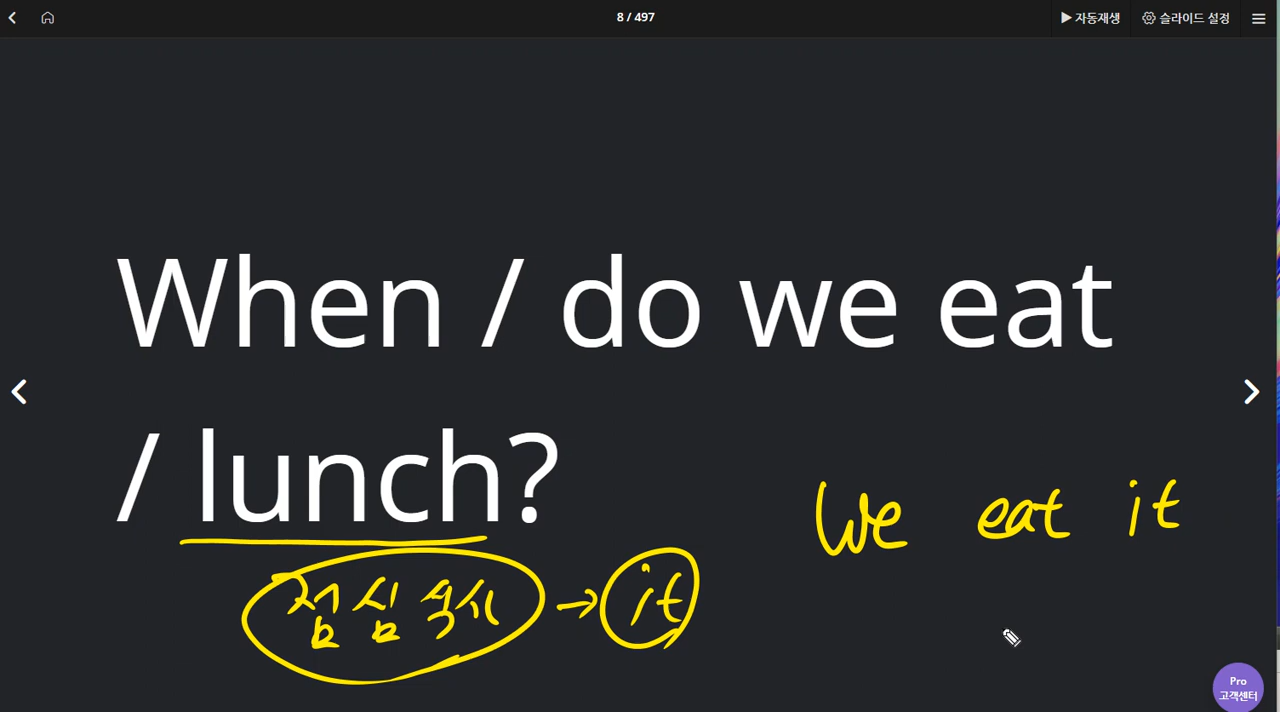 8 / 497
▶ 자동재생
슬라이드 설정
When / do we eat
/ lunch?
We eat it
점심 식사 → it
Pro
고객센터